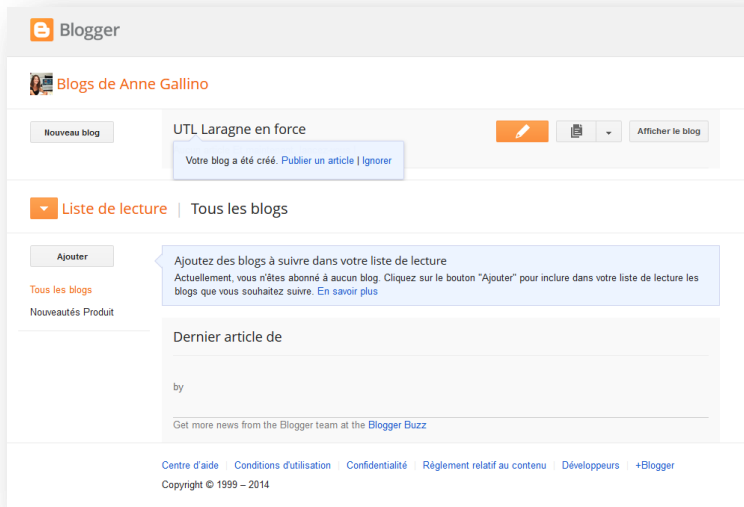 Blogger
Blogs de Anne Gallino
Nouveau blog
UTL Laragne en force
Afficher le blog
Votre blog a été créé. Publier un article | Ignorer
Liste de lecture | Tous les blogs
Ajouter
Ajoutez des blogs à suivre dans votre liste de lecture
Actuellement, vous n'êtes abonné à aucun blog. Cliquez sur le bouton "Ajouter" pour inclure dans votre liste de lecture les
blogs que vous souhaitez suivre. En savoir plus
Tous les blogs
Nouveautés Produit
Dernier article de
by
Get more news from the Blogger team at the Blogger Buzz
Centre d'aide | Conditions d'utilisation | Confidentialité | Règlement relatif au contenu | Développeurs | +Blogger
Copyright © 1999 – 2014